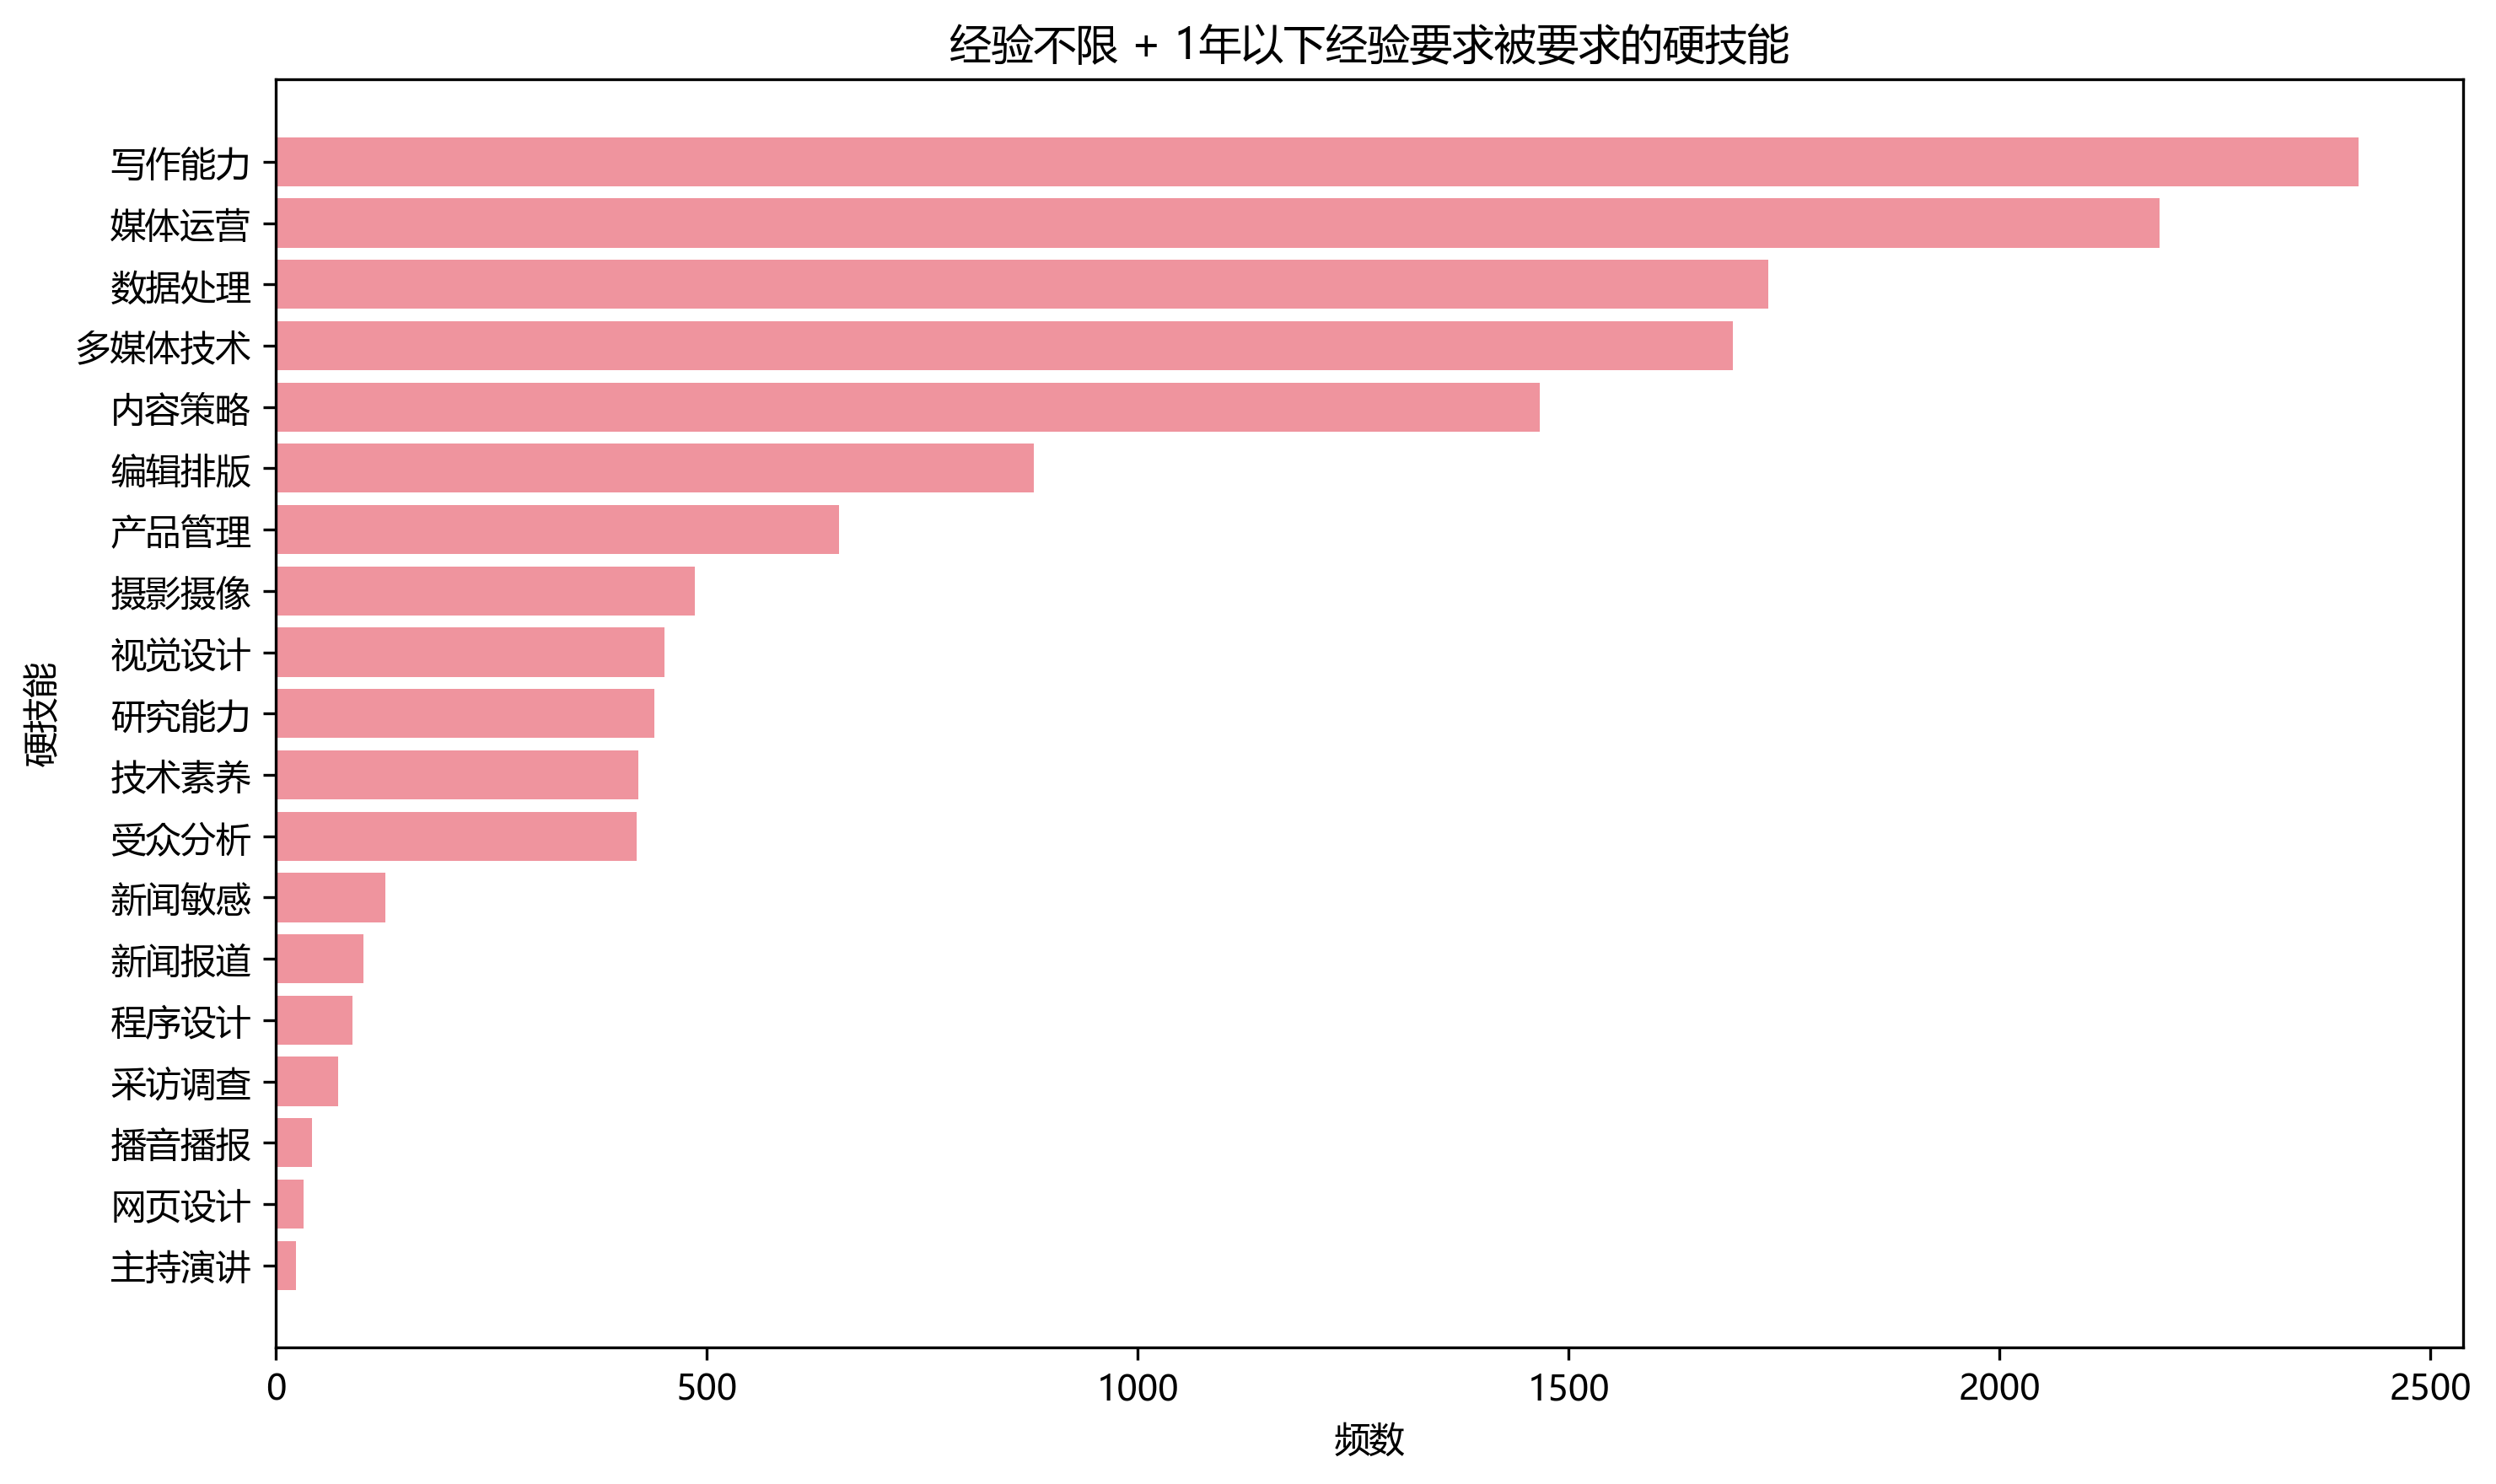 经验不限 + 1年以下经验要求被要求的硬技能
硬技能
写作能力
媒体运营
数据处理
多媒体技术
内容策略
编辑排版
产品管理
摄影摄像
视觉设计
研究能力
技术素养
受众分析
新闻敏感
新闻报道
程序设计
采访调查
播音播报
网页设计
主持演讲
0 500 1000 1500 2000 2500
频数